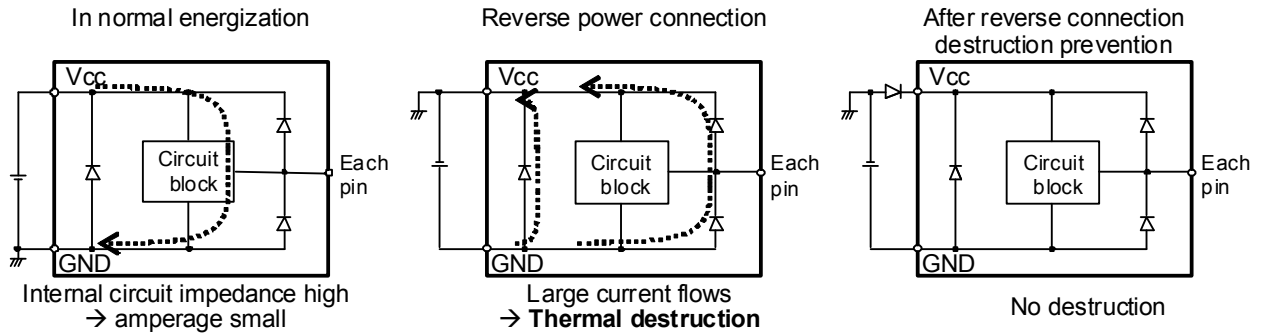 In normal energization
Vcc
Circuit
block
Each
pin
GND
Internal circuit impedance high
→ amperage small
Reverse power connection
Vcc
Circuit
block
Each
pin
GND
Large current flows
→ Thermal destruction
After reverse connection
destruction prevention
Vcc
Circuit
block
Each
pin
GND
No destruction